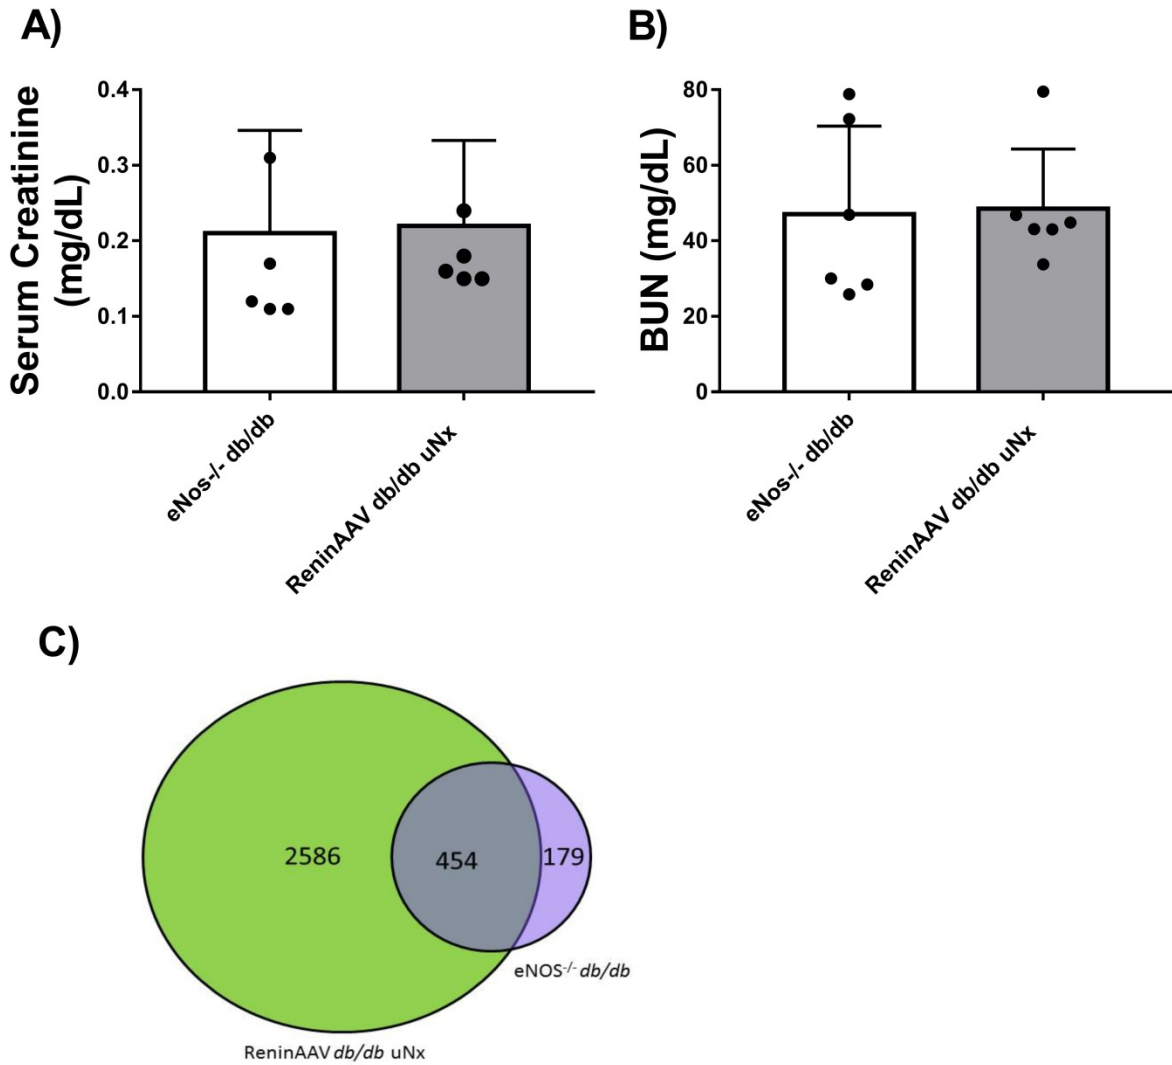 A)
Serum Creatinine
(mg/dL)
0.4
0.3
0.2
0.1
0.0
eNos-/- db/db
ReninAAV db/db uNx
B)
BUN (mg/dL)
80
60
40
20
0
eNos-/- db/db
ReninAAV db/db uNx
C)
2586
454
179
eNOS-/- db/db
ReninAAV db/db uNx